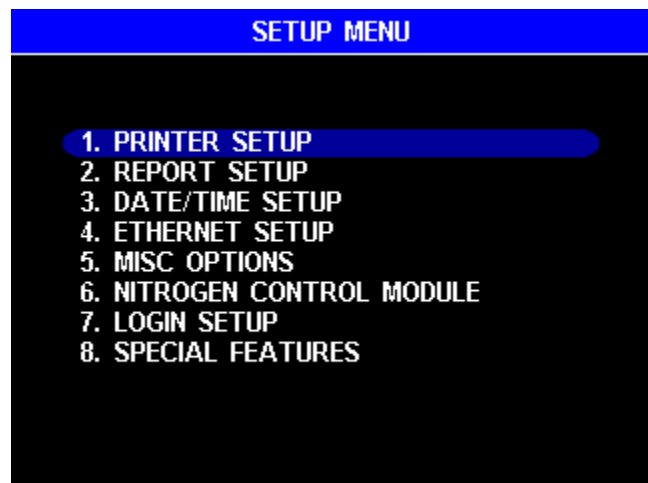 SETUP MENU
1. PRINTER SETUP
2. REPORT SETUP
3. DATE/TIME SETUP
4. ETHERNET SETUP
5. MISC OPTIONS
6. NITROGEN CONTROL MODULE
7. LOGIN SETUP
8. SPECIAL FEATURES